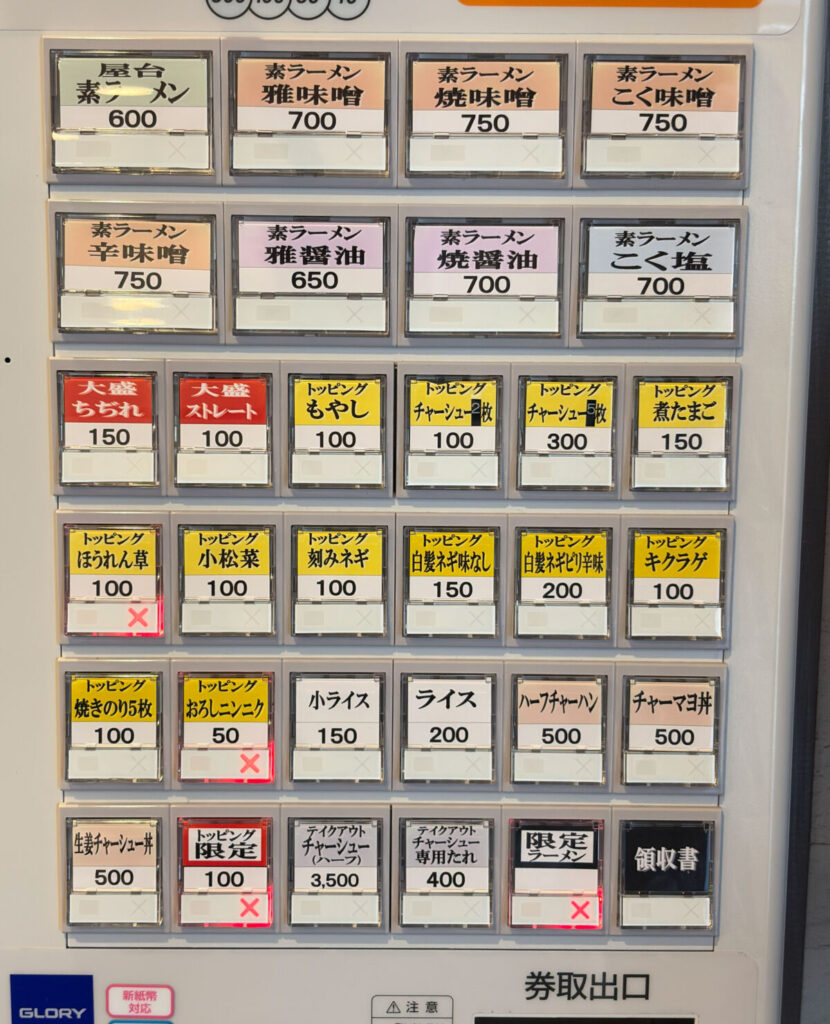 屋台
素ラーメン
600
素ラーメン
雅味噌
700
素ラーメン
焼味噌
750
素ラーメン
こく味噌
750
素ラーメン
辛味噌
750
素ラーメン
雅醤油
650
素ラーメン
焼醤油
700
素ラーメン
こく塩
700
大盛
ちぢれ
150
大盛
ストレート
100
トッピング
もやし
100
トッピング
チャーシュー2枚
100
トッピング
チャーシュー5枚
300
トッピング
煮たまご
150
トッピング
ほうれん草
100
トッピング
小松菜
100
トッピング
刻みネギ
100
トッピング
白髪ネギ味なし
150
トッピング
白髪ネギピリ辛味
200
トッピング
キクラゲ
100
トッピング
焼きのり5枚
100
トッピング
おろしニンニク
50
小ライス
150
ライス
200
ハーフチャーハン
500
チャーマヨ丼
500
生姜チャーシュー丼
500
トッピング
限定
100
テイクアウト
チャーシュー
(ハーフ)
3,500
テイクアウト
チャーシュー
専用たれ
400
限定
ラーメン
領収書
GLORY
新紙幣
対応
注意
券取出口